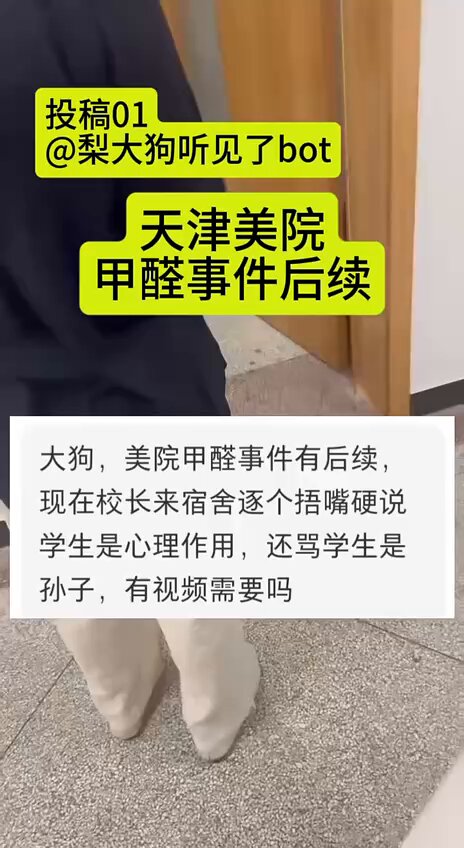 投稿01
@梨大狗听见了bot
天津美院
甲醛事件后续
大狗，美院甲醛事件有后续，
现在校长来宿舍逐个捂嘴硬说
学生是心理作用，还骂学生是
孙子，有视频需要吗